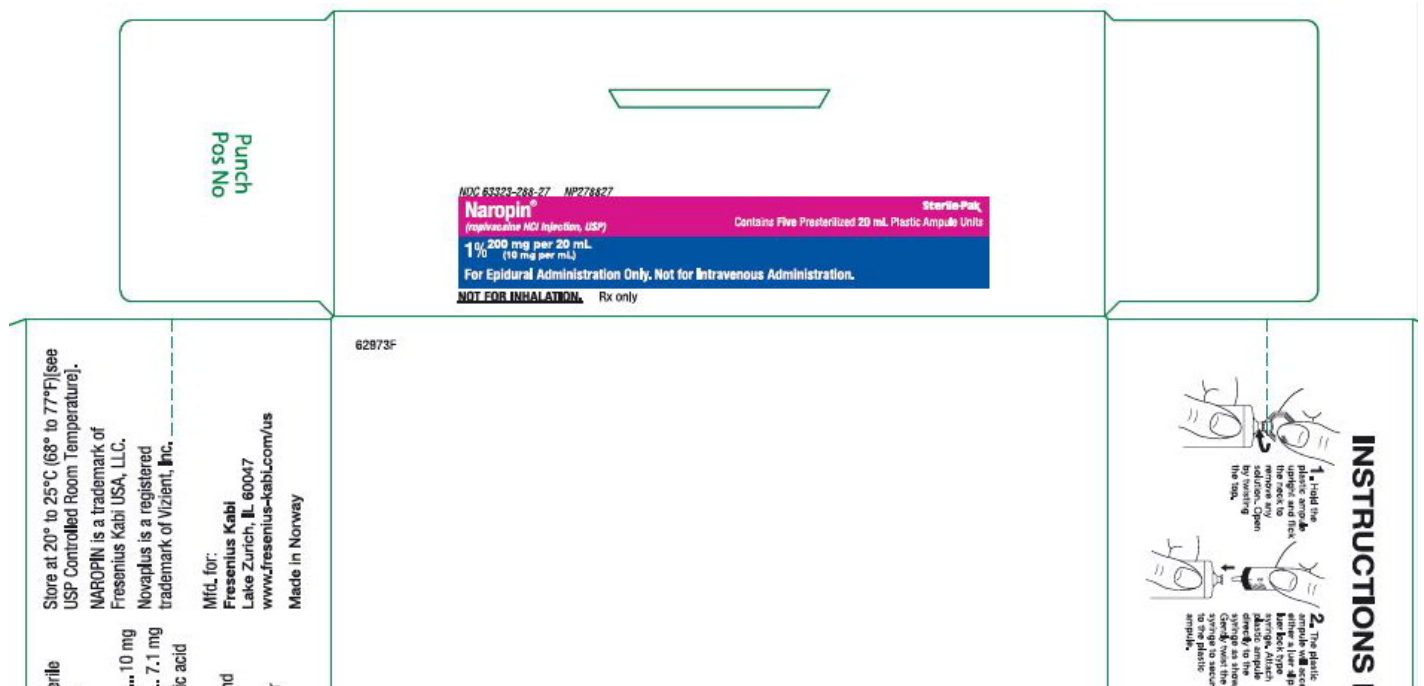 Punch
Pos No
NDC 63323-288-27 NP278827
Naropin®
(ropivacaine HCl Injection, USP)
Sterile-Pak
Contains Five Presterilized 20 mL Plastic Ampule Units
1% 200 mg per 20 mL
(10 mg per mL)
For Epidural Administration Only. Not for Intravenous Administration.
NOT FOR INHALATION. Rx only
62973F
Store at 20° to 25°C (68° to 77°F)[see
USP Controlled Room Temperature].
NAROPIN is a trademark of
Fresenius Kabi USA, LLC.
Novaplus is a registered
trademark of Vizient, Inc.
Mfd. for:
Fresenius Kabi
Lake Zurich, IL 60047
www.fresenius-kabi.com/us
Made in Norway
... 10 mg
... 7.1 mg
INSTRUCTIONS
1. Hold the
plastic ampule
upright and flick
the neck to
remove any
solution. Open
by twisting
the top.
2. The plastic
ampule will
either a luer slip
luer lock type
syringe. Attach
plastic ampule
directly to the
syringe as
Gently twist the
syringe to
to the plastic
ampule.